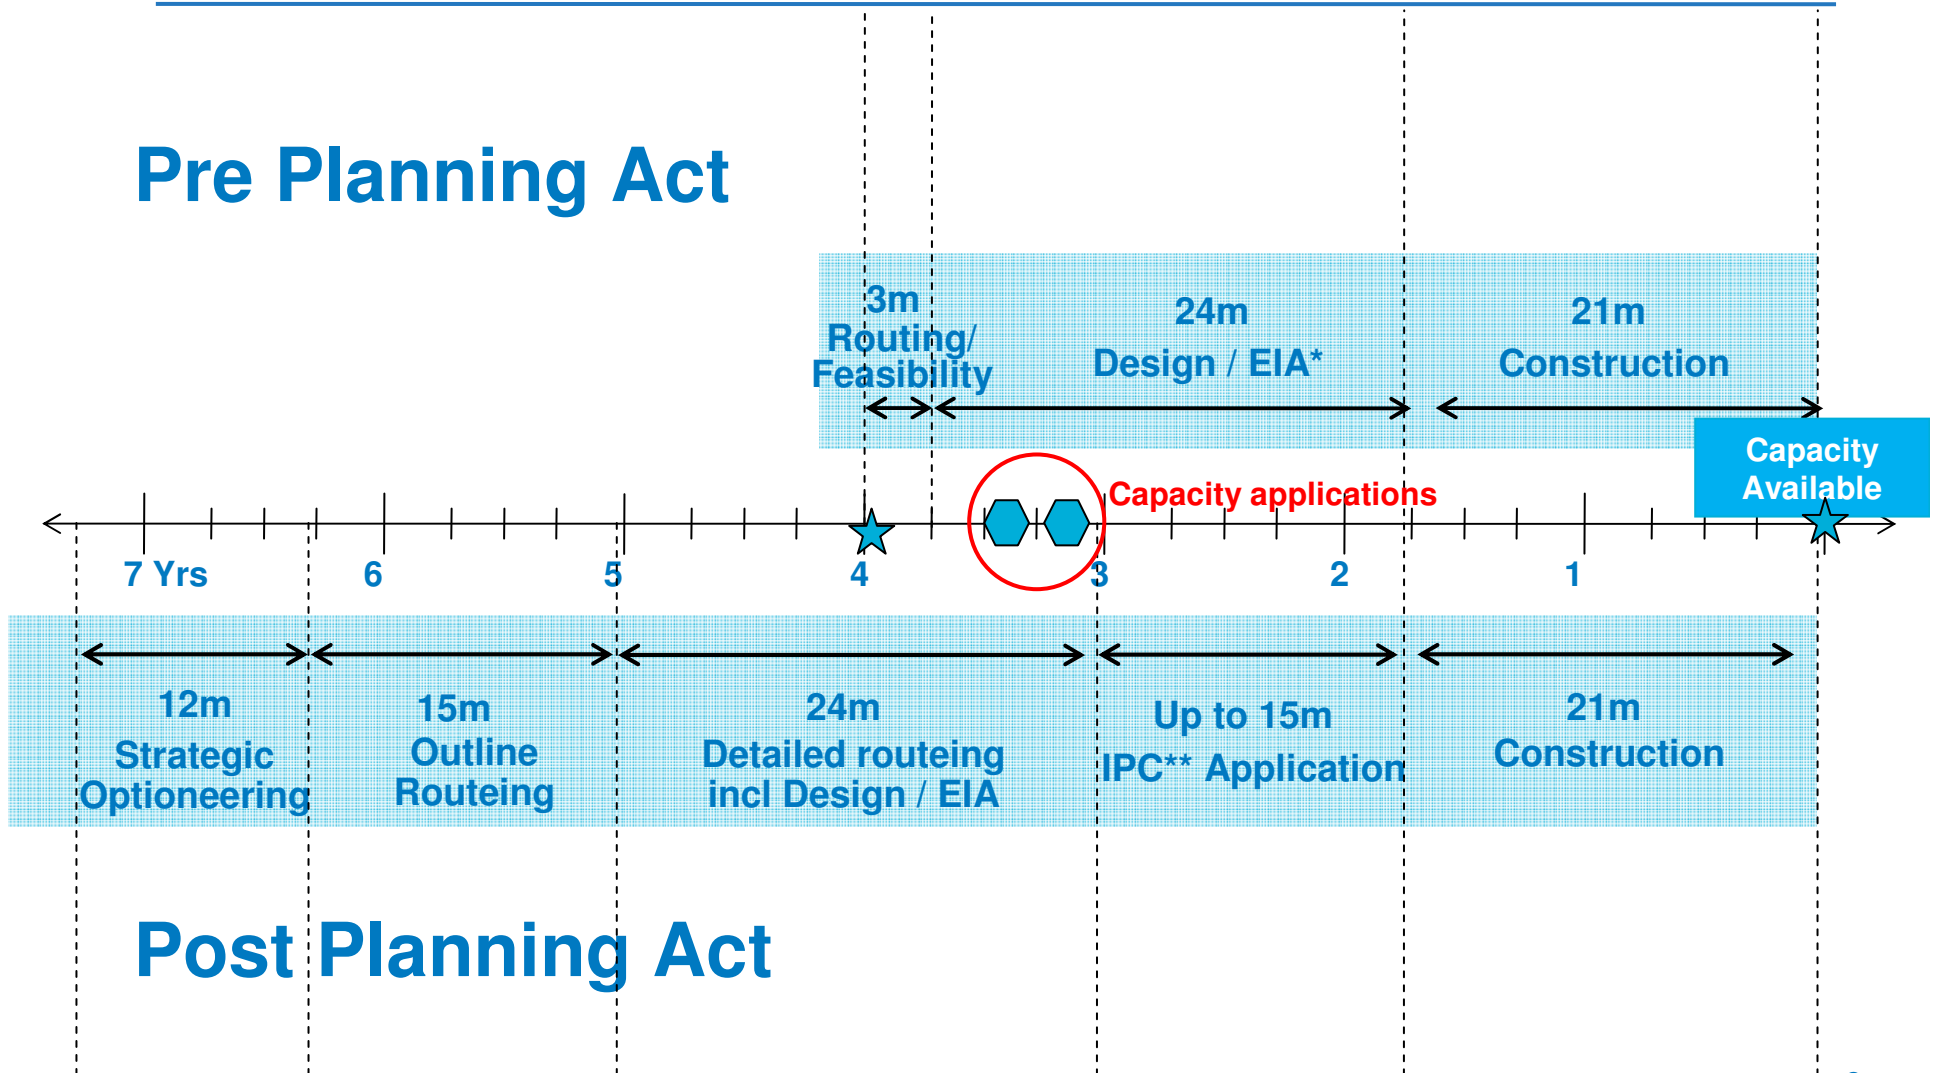 Pre Planning Act
3m
Routing/
Feasibility
24m
Design / EIA*
21m
Construction
Capacity
Available
Capacity applications
7 Yrs
6
5
4
3
2
1
12m
Strategic
Optioneering
15m
Outline
Routeing
24m
Detailed routeing
incl Design / EIA
Up to 15m
IPC** Application
21m
Construction
Post Planning Act